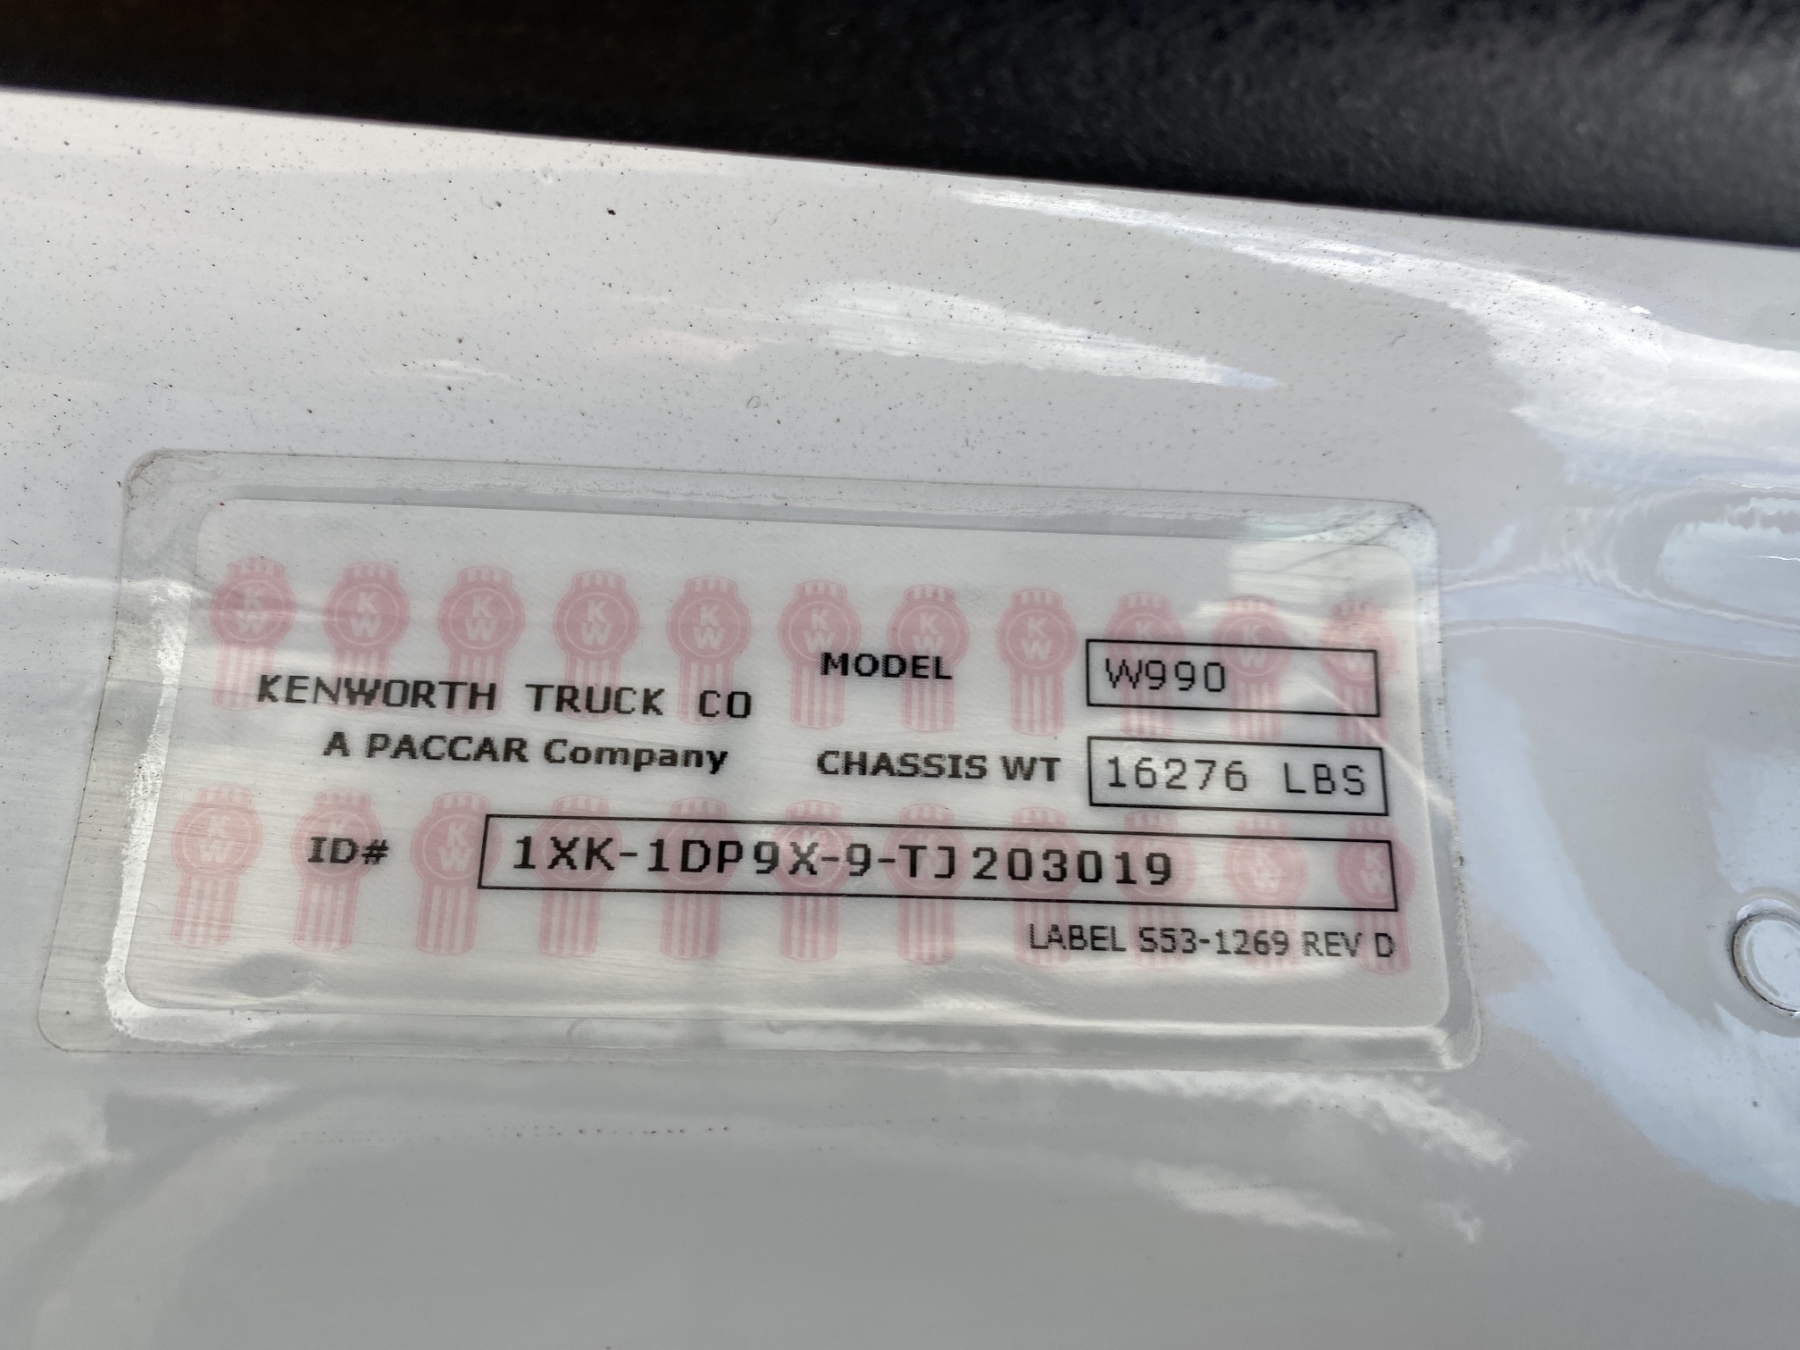 MODEL W990
KENWORTH TRUCK CO
A PACCAR Company
CHASSIS WT 16276 LBS
ID# 1XK-1DP9X-9-TJ203019
LABEL S53-1269 REV D